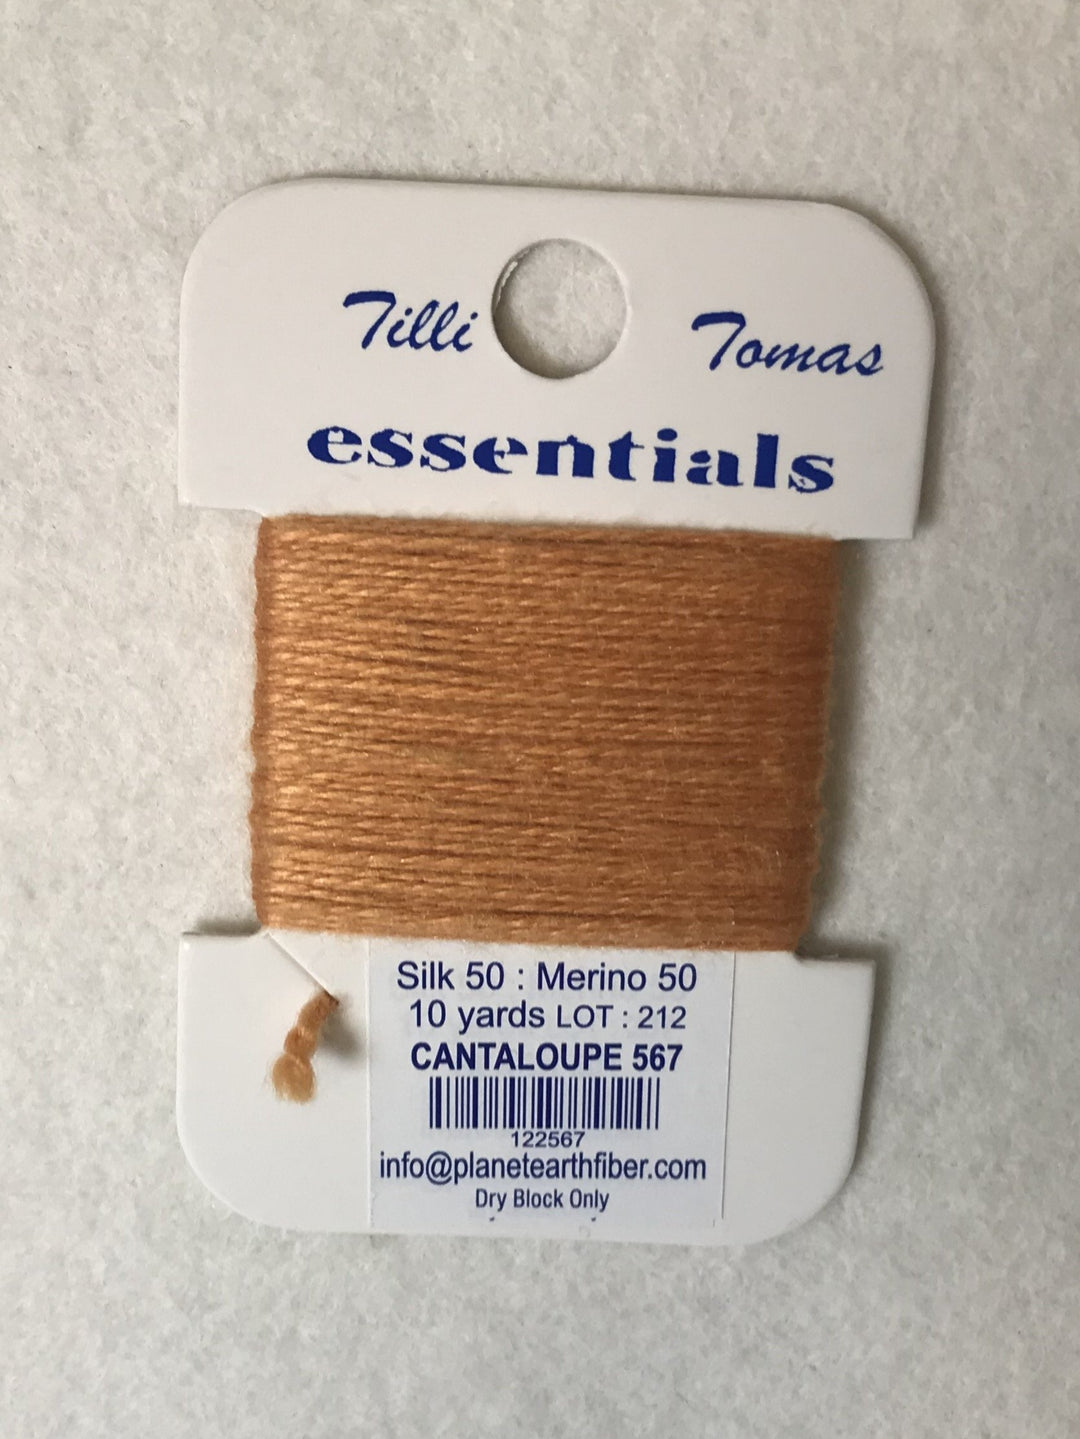 Tilli Tomas
essentials
Silk 50 : Merino 50
10 yards LOT : 212
CANTALOUPE 567
122567
info@planetearthfiber.com
Dry Block Only